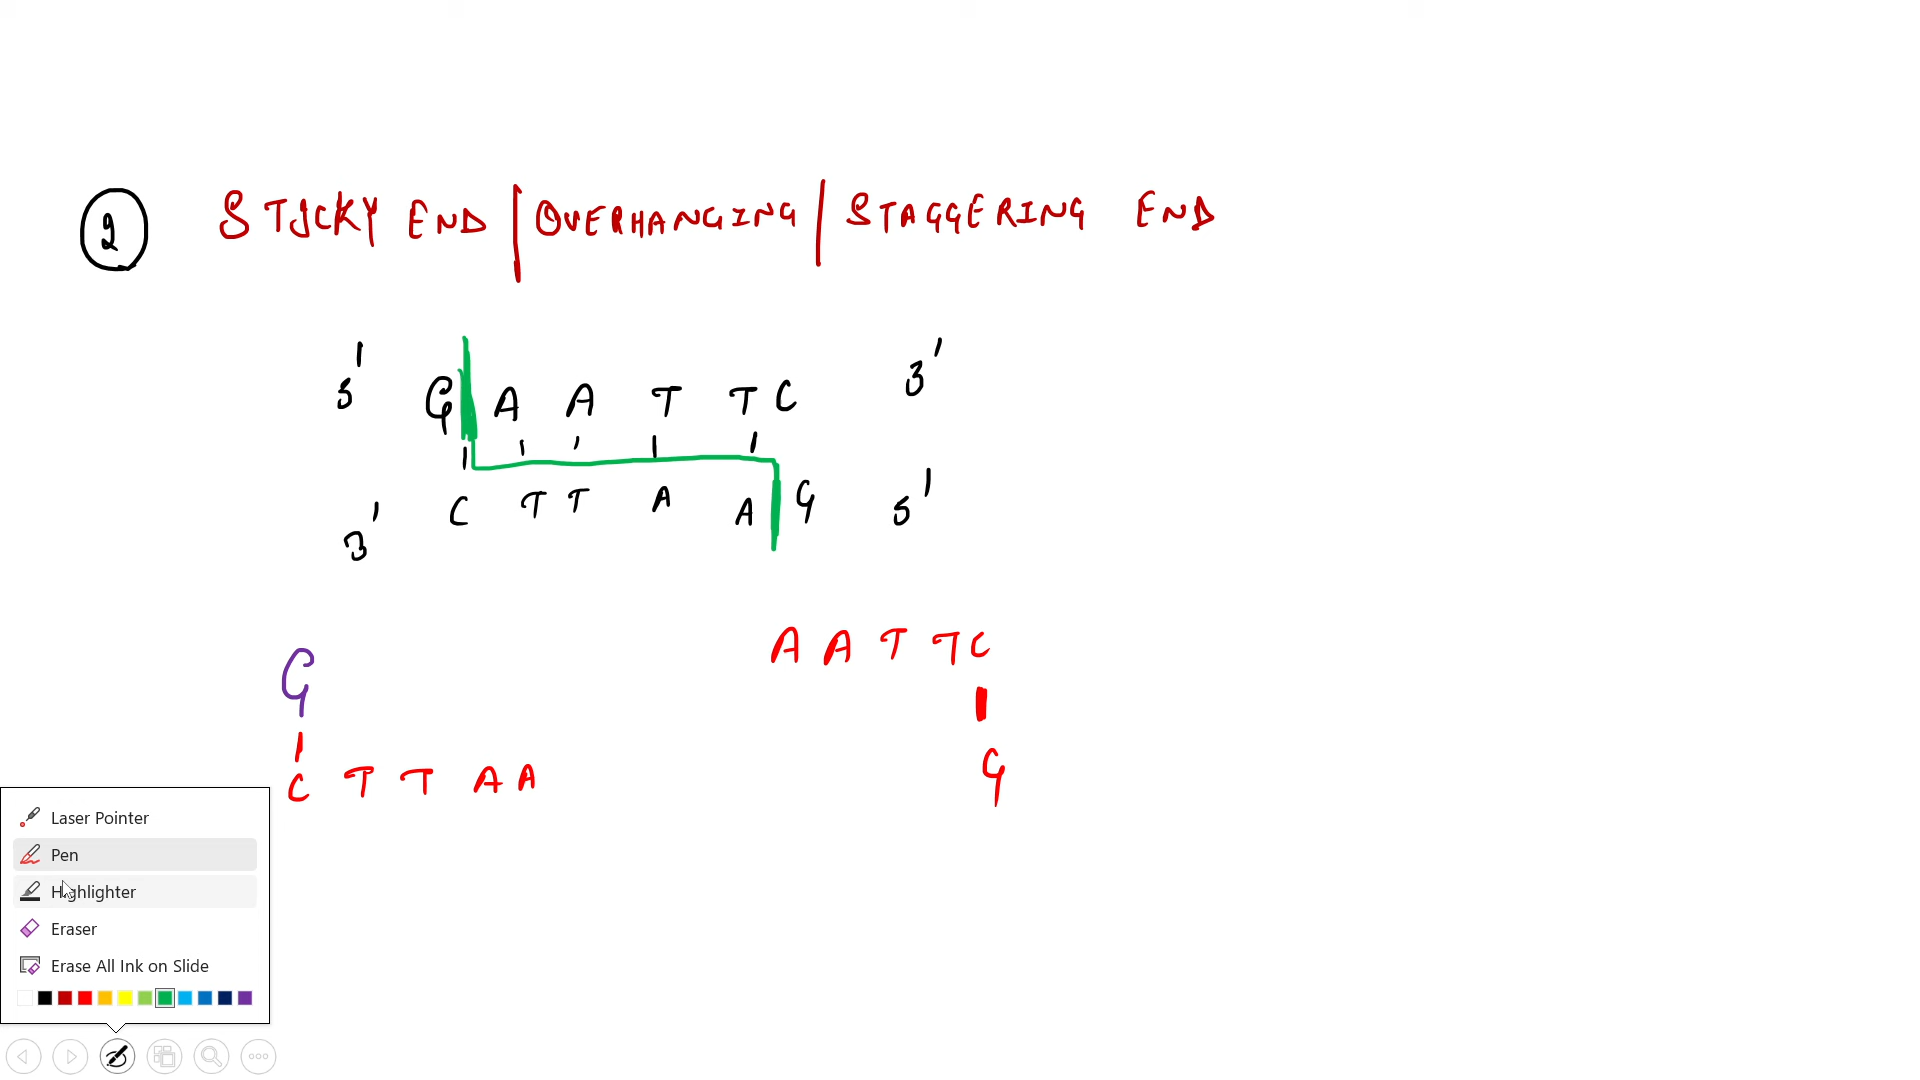 2 STICKY END | OVERHANGING | STAGGERING END
5' G A A T T C 3'
3' C T T A A G 5'
G A A T T C
C T T A A G
Laser Pointer
Pen
Highlighter
Eraser
Erase All Ink on Slide